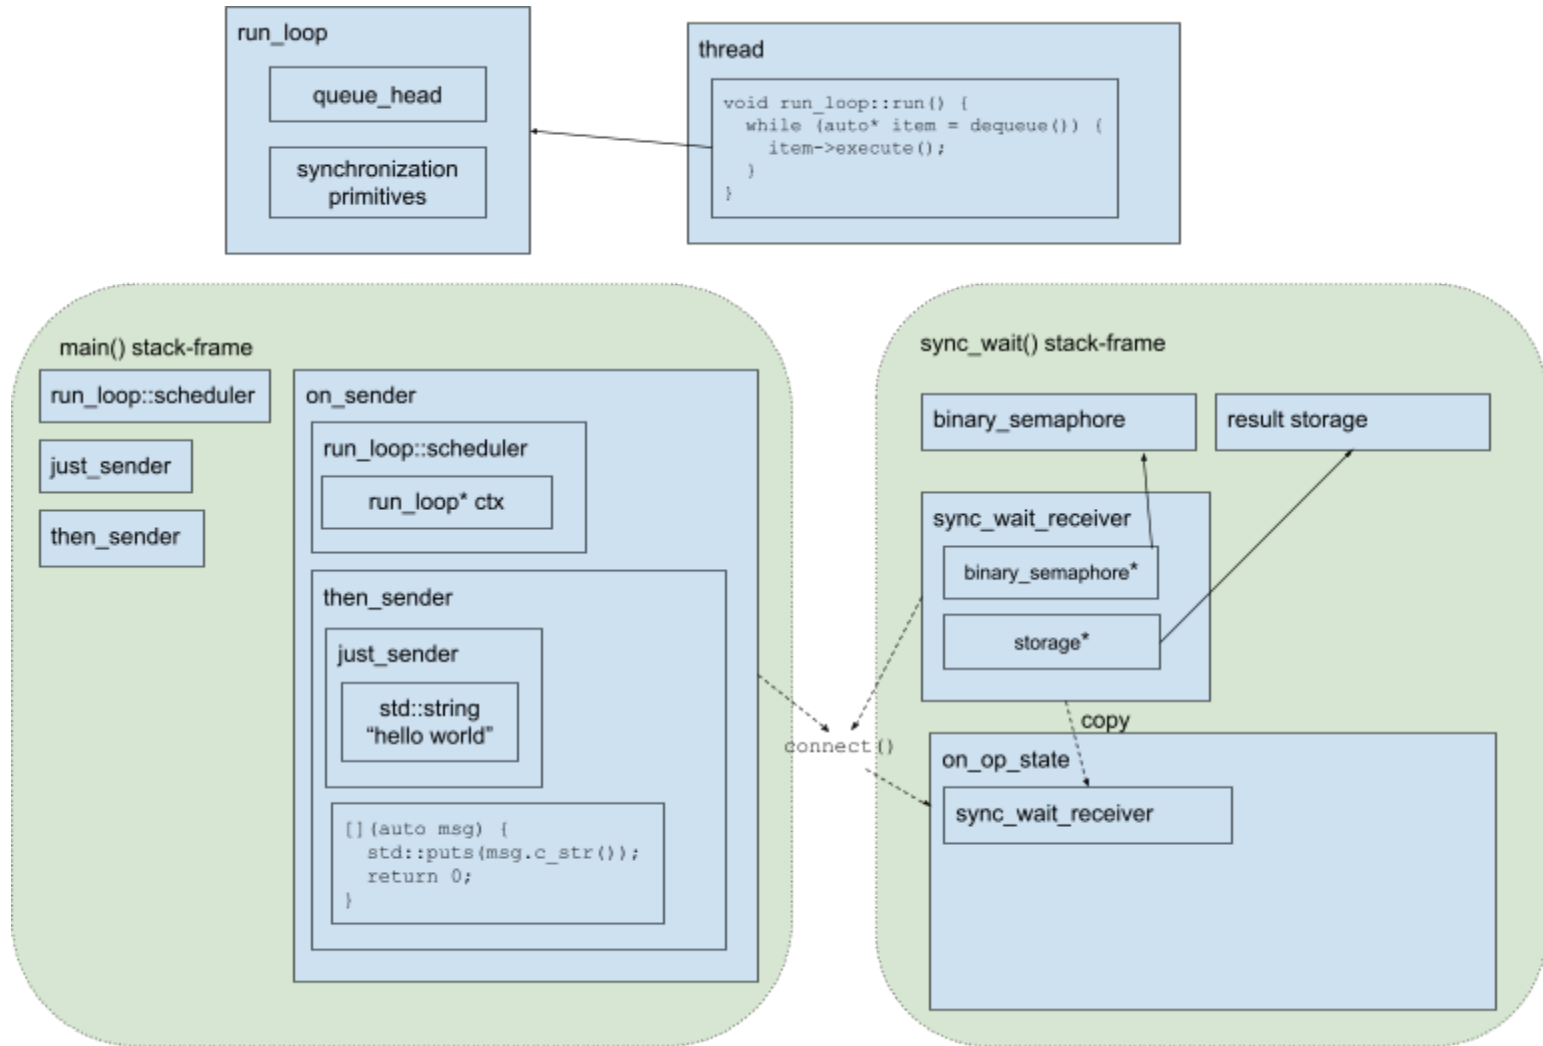 run_loop
queue_head
synchronization
primitives
thread
void run_loop::run() {
  while (auto* item = dequeue()) {
    item->execute();
  }
}
main() stack-frame
run_loop::scheduler
just_sender
then_sender
on_sender
run_loop::scheduler
run_loop* ctx
then_sender
just_sender
std::string
“hello world”
[](auto msg) {
  std::puts(msg.c_str());
  return 0;
}
connect()
sync_wait() stack-frame
binary_semaphore
result storage
sync_wait_receiver
binary_semaphore*
storage*
copy
on_op_state
sync_wait_receiver